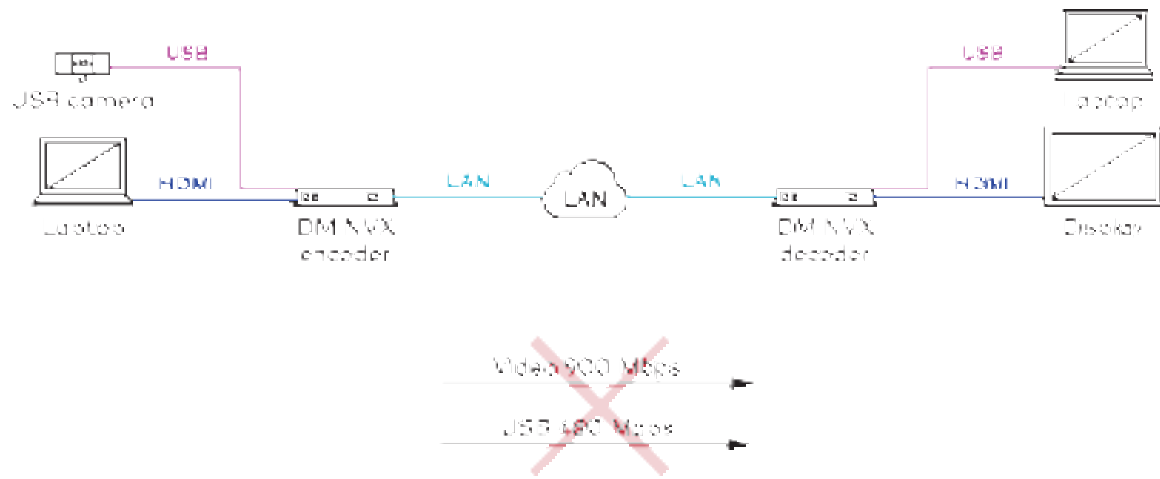 USB
USB
USB camera
Laptop
HDMI
LAN
LAN
LAN
HDMI
Laptop
DM NVX
encoder
DM NVX
decoder
Display
Video 900 Mbps
USB 480 Mbps